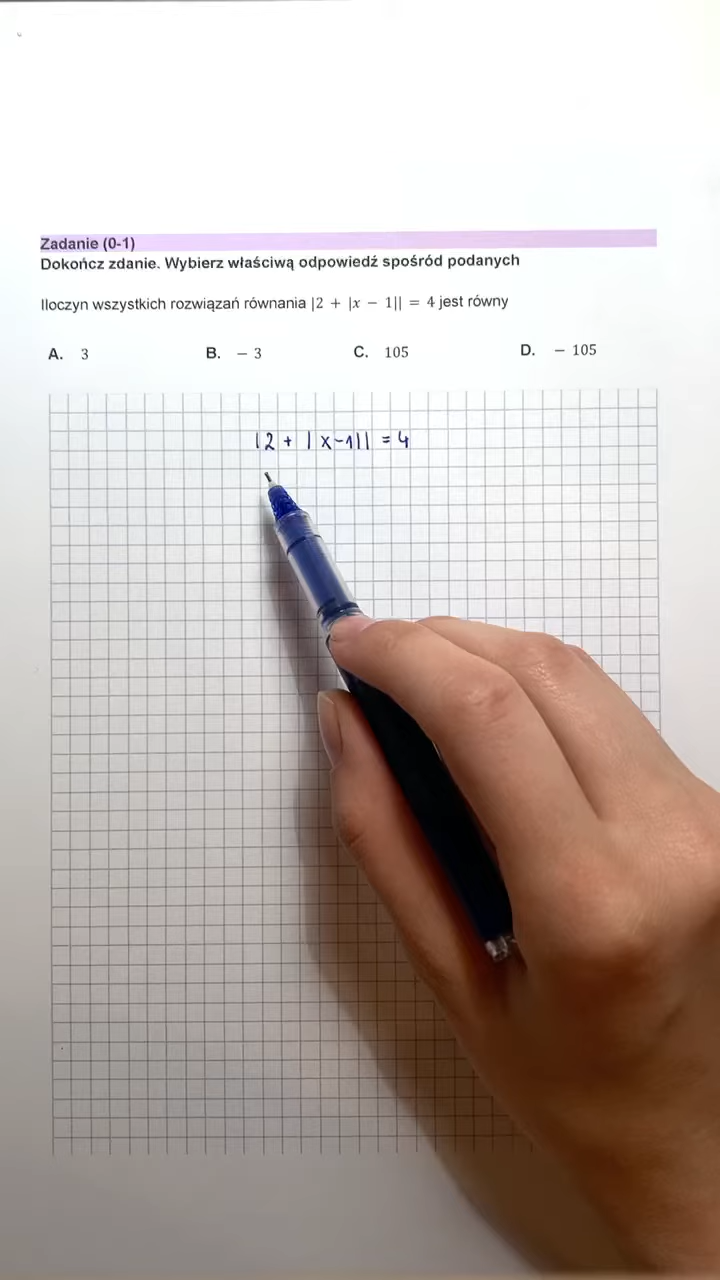 Zadanie (0-1)
Dokończ zdanie. Wybierz właściwą odpowiedź spośród podanych
Iloczyn wszystkich rozwiązań równania |2 + |x − 1|| = 4 jest równy
A. 3 B. − 3 C. 105 D. − 105
|2 + |x-1|| = 4